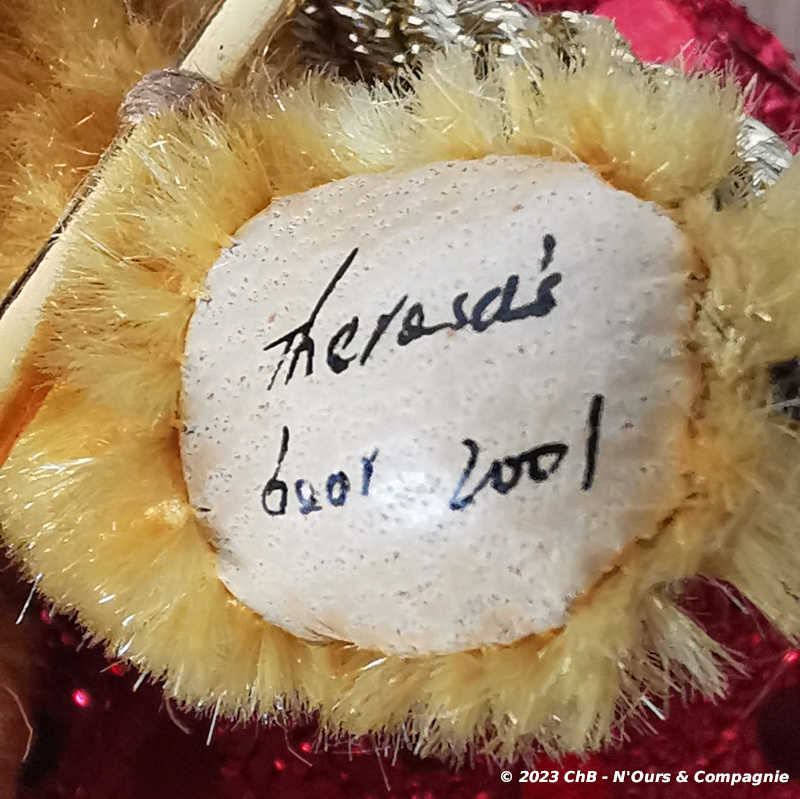 Theresa's
bear 2001
© 2023 ChB - N'Ours & Compagnie